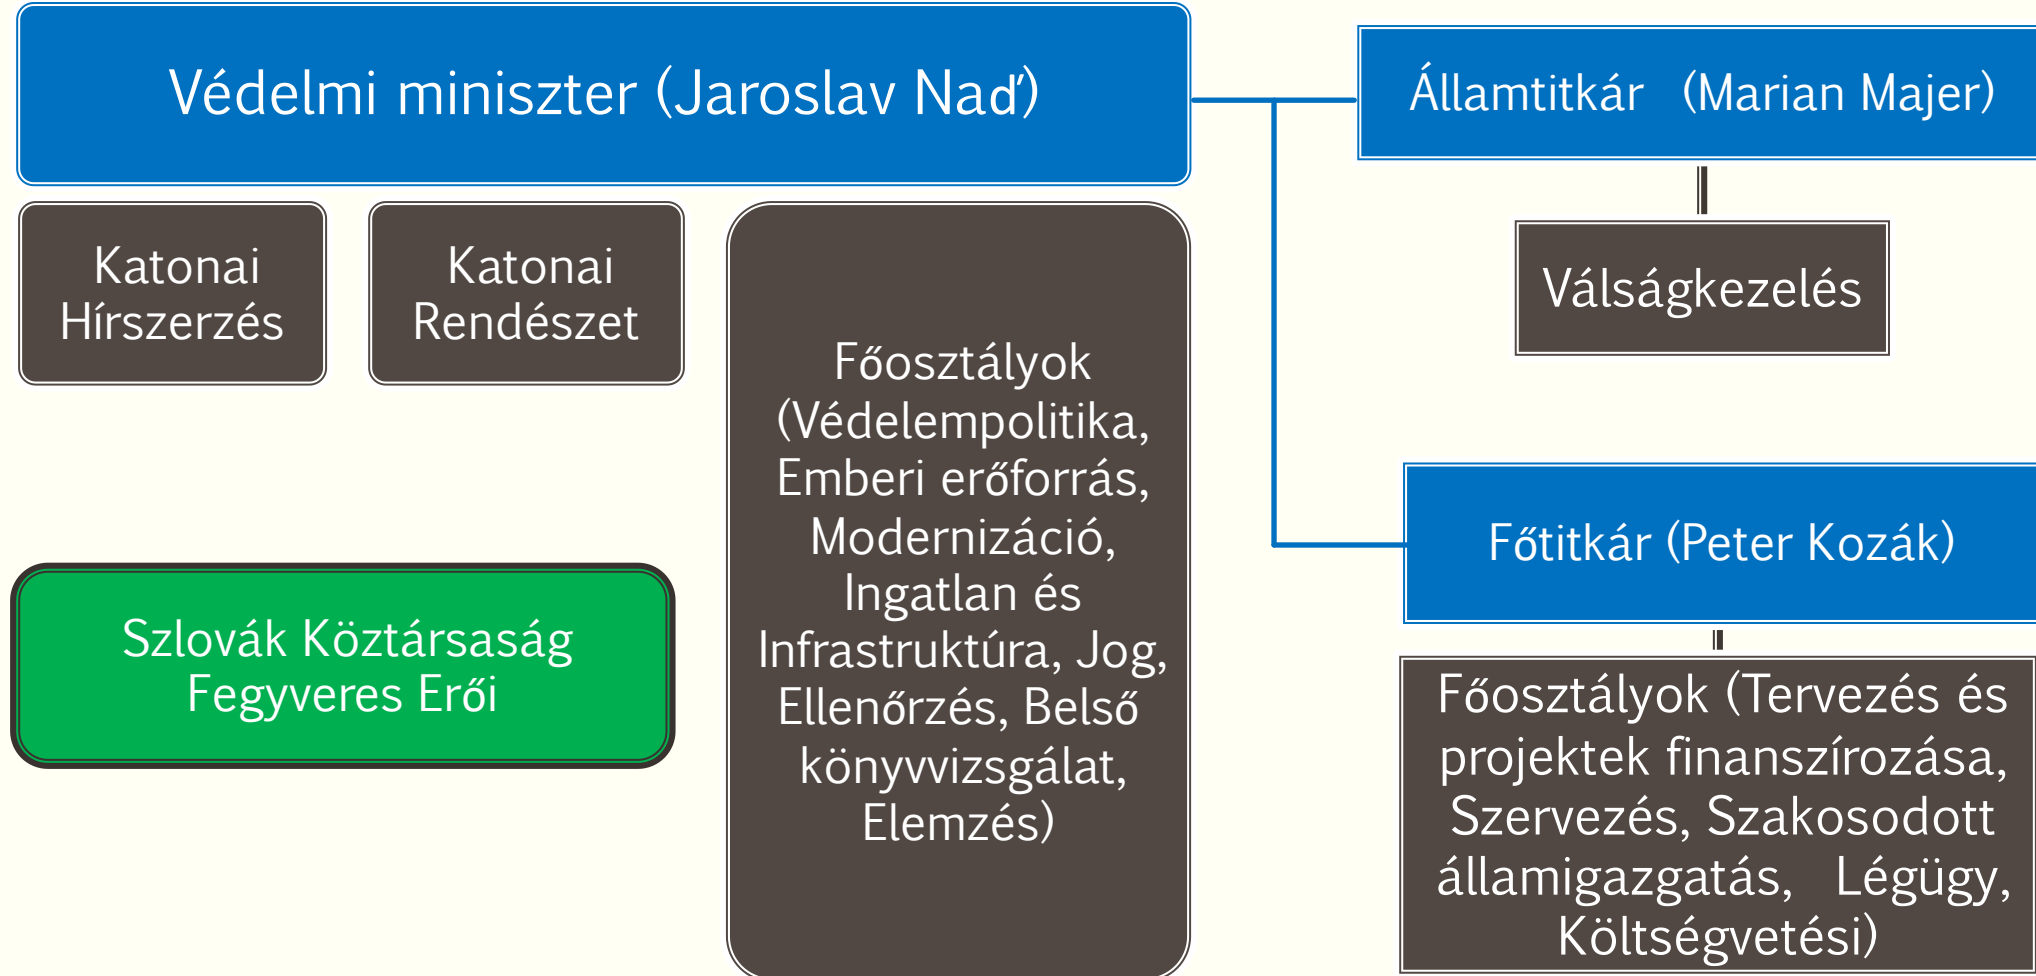 Védelmi miniszter (Jaroslav Naď)
Államtitkár (Marian Majer)
Katonai
Hírszerzés
Katonai
Rendészet
Válságkezelés
Főosztályok
(Védelempolitika,
Emberi erőforrás,
Modernizáció,
Ingatlan és
Infrastruktúra, Jog,
Ellenőrzés, Belső
könyvvizsgálat,
Elemzés)
Főtitkár (Peter Kozák)
Szlovák Köztársaság
Fegyveres Erői
Főosztályok (Tervezés és
projektek finanszírozása,
Szervezés, Szakosodott
államigazgatás, Légügy,
Költségvetési)